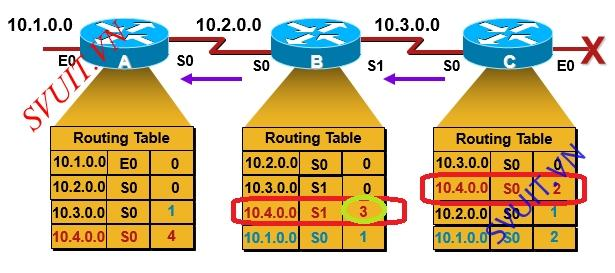 10.1.0.0 10.2.0.0 10.3.0.0
E0 A S0 S0 B S1 S0 C E0 X
SVUIT.VN
Routing Table
10.1.0.0 E0 0
10.2.0.0 S0 0
10.3.0.0 S0 1
10.4.0.0 S0 4
Routing Table
10.2.0.0 S0 0
10.3.0.0 S1 0
10.4.0.0 S1 3
10.1.0.0 S0 1
Routing Table
10.3.0.0 S0 0
10.4.0.0 S0 2
10.2.0.0 S0 1
10.1.0.0 S0 2
SVUIT.VN